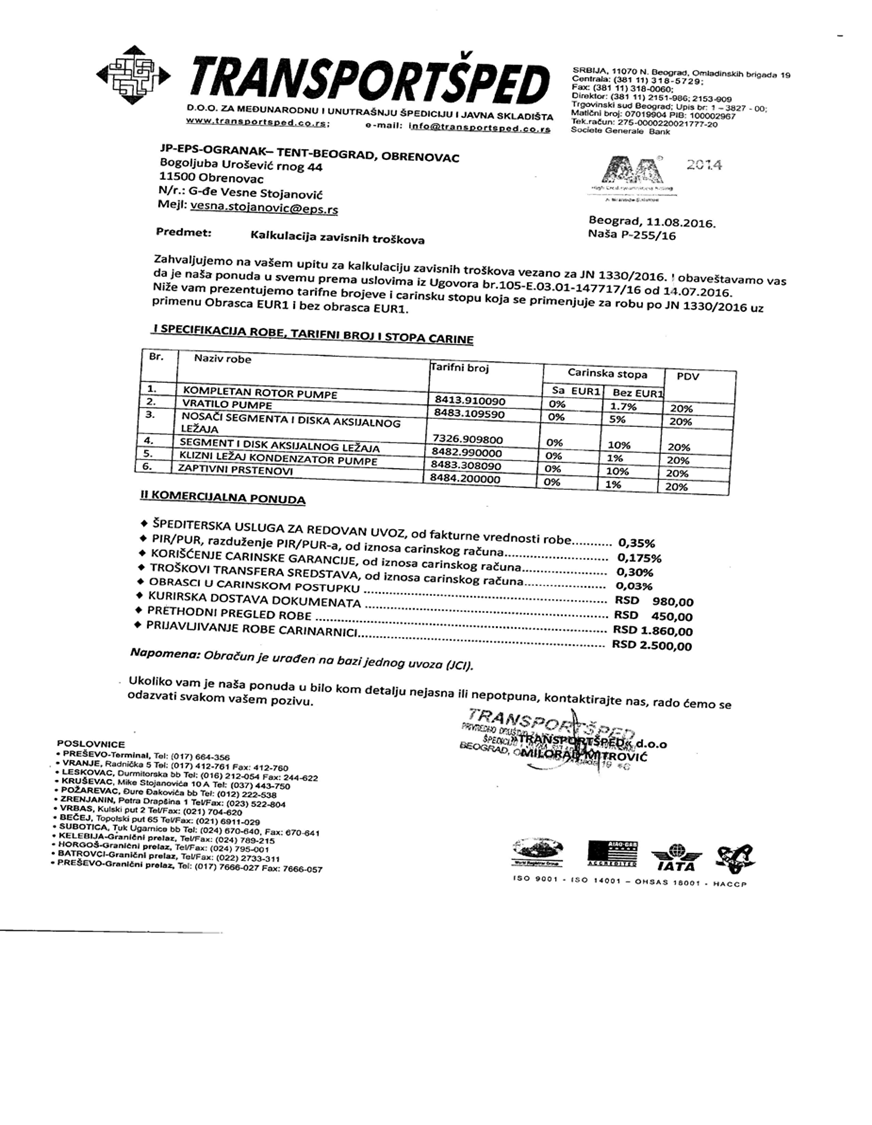 TRANSPORTŠPED
D.O.O. ZA MEĐUNARODNU I UNUTRAŠNJU ŠPEDICIJU I JAVNA SKLADIŠTA
www.transportsped.co.rs; e-mail: info@transportsped.co.rs
SRBIJA, 11070 N. Beograd, Omladinskih brigada 19
Centrala: (381 11) 318-5729;
Fax: (381 11) 318-0060;
Direktor: (381 11) 2151-986; 2153-909
Trgovinski sud Beograd; Upis br: 1 – 3827 - 00;
Matični broj: 07019904 PIB: 100002967
Tek.račun: 275-0000220021777-20
Societe Generale Bank
JP-EPS-OGRANAK– TENT-BEOGRAD, OBRENOVAC
Bogoljuba Urošević rnog 44
11500 Obrenovac
N/r.: G-đe Vesne Stojanović
Mejl: vesna.stojanovic@eps.rs
AA 2014
Beograd, 11.08.2016.
Naša P-255/16
Predmet: Kalkulacija zavisnih troškova
Zahvaljujemo na vašem upitu za kalkulaciju zavisnih troškova vezano za JN 1330/2016. ! obaveštavamo vas
da je naša ponuda u svemu prema uslovima iz Ugovora br.105-E.03.01-147717/16 od 14.07.2016.
Niže vam prezentujemo tarifne brojeve i carinsku stopu koja se primenjuje za robu po JN 1330/2016 uz
primenu Obrasca EUR1 i bez obrasca EUR1.
I SPECIFIKACIJA ROBE, TARIFNI BROJ I STOPA CARINE
Br. Naziv robe Tarifni broj Carinska stopa PDV
Sa EUR1 Bez EUR1
1. KOMPLETAN ROTOR PUMPE 8413.910090 0% 1.7% 20%
2. VRATILO PUMPE 8483.109590 0% 5% 20%
3. NOSAČI SEGMENTA I DISKA AKSIJALNOG
LEŽAJA 7326.909800 0% 10% 20%
4. SEGMENT I DISK AKSIJALNOG LEŽAJA 8482.990000 0% 1% 20%
5. KLIZNI LEŽAJ KONDENZATOR PUMPE 8483.308090 0% 10% 20%
6. ZAPTIVNI PRSTENOVI 8484.200000 0% 1% 20%
II KOMERCIJALNA PONUDA
♦ ŠPEDITERSKA USLUGA ZA REDOVAN UVOZ, od fakturne vrednosti robe........... 0,35%
♦ PIR/PUR, razduženje PIR/PUR-a, od iznosa carinskog računa............................ 0,175%
♦ KORIŠĆENJE CARINSKE GARANCIJE, od iznosa carinskog računa....................... 0,30%
♦ TROŠKOVI TRANSFERA SREDSTAVA, od iznosa carinskog računa...................... 0,03%
♦ OBRASCI U CARINSKOM POSTUPKU ................................................................ RSD 980,00
♦ KURIRSKA DOSTAVA DOKUMENATA ................................................................ RSD 450,00
♦ PRETHODNI PREGLED ROBE ............................................................................. RSD 1.860,00
♦ PRIJAVLJIVANJE ROBE CARINARNICI................................................................. RSD 2.500,00
Napomena: Obračun je urađen na bazi jednog uvoza (JCI).
Ukoliko vam je naša ponuda u bilo kom detalju nejasna ili nepotpuna, kontaktirajte nas, rado ćemo se
odazvati svakom vašem pozivu.
TRANSPORTŠPED
»TRANSPORTŠPED« d.o.o
BEOGRAD,
MILORAD MITROVIĆ
POSLOVNICE
• PREŠEVO-Terminal, Tel: (017) 664-356
• VRANJE, Radnička 5 Tel: (017) 412-761 Fax: 412-760
• LESKOVAC, Durmitorska bb Tel: (016) 212-054 Fax: 244-622
• KRUŠEVAC, Mike Stojanovića 10 A Tel: (037) 443-750
• POŽAREVAC, Đure Đakovića bb Tel: (012) 222-538
• ZRENJANIN, Petra Drapšina 1 Tel/Fax: (023) 522-804
• VRBAS, Kulski put 2 Tel/Fax: (021) 704-620
• BEČEJ, Topolski put 65 Tel/Fax: (021) 6911-029
• SUBOTICA, Tuk Ugarnice bb Tel: (024) 670-640, Fax: 670-641
• KELEBIJA-Granični prelaz, Tel/Fax: (024) 789-215
• HORGOŠ-Granični prelaz, Tel/Fax: (024) 795-001
• BATROVCI-Granični prelaz, Tel/Fax: (022) 2733-311
• PREŠEVO-Granični prelaz, Tel: (017) 7666-027 Fax: 7666-057
ACCREDITED
IATA
ISO 9001 - ISO 14001 – OHSAS 18001 - HACCP